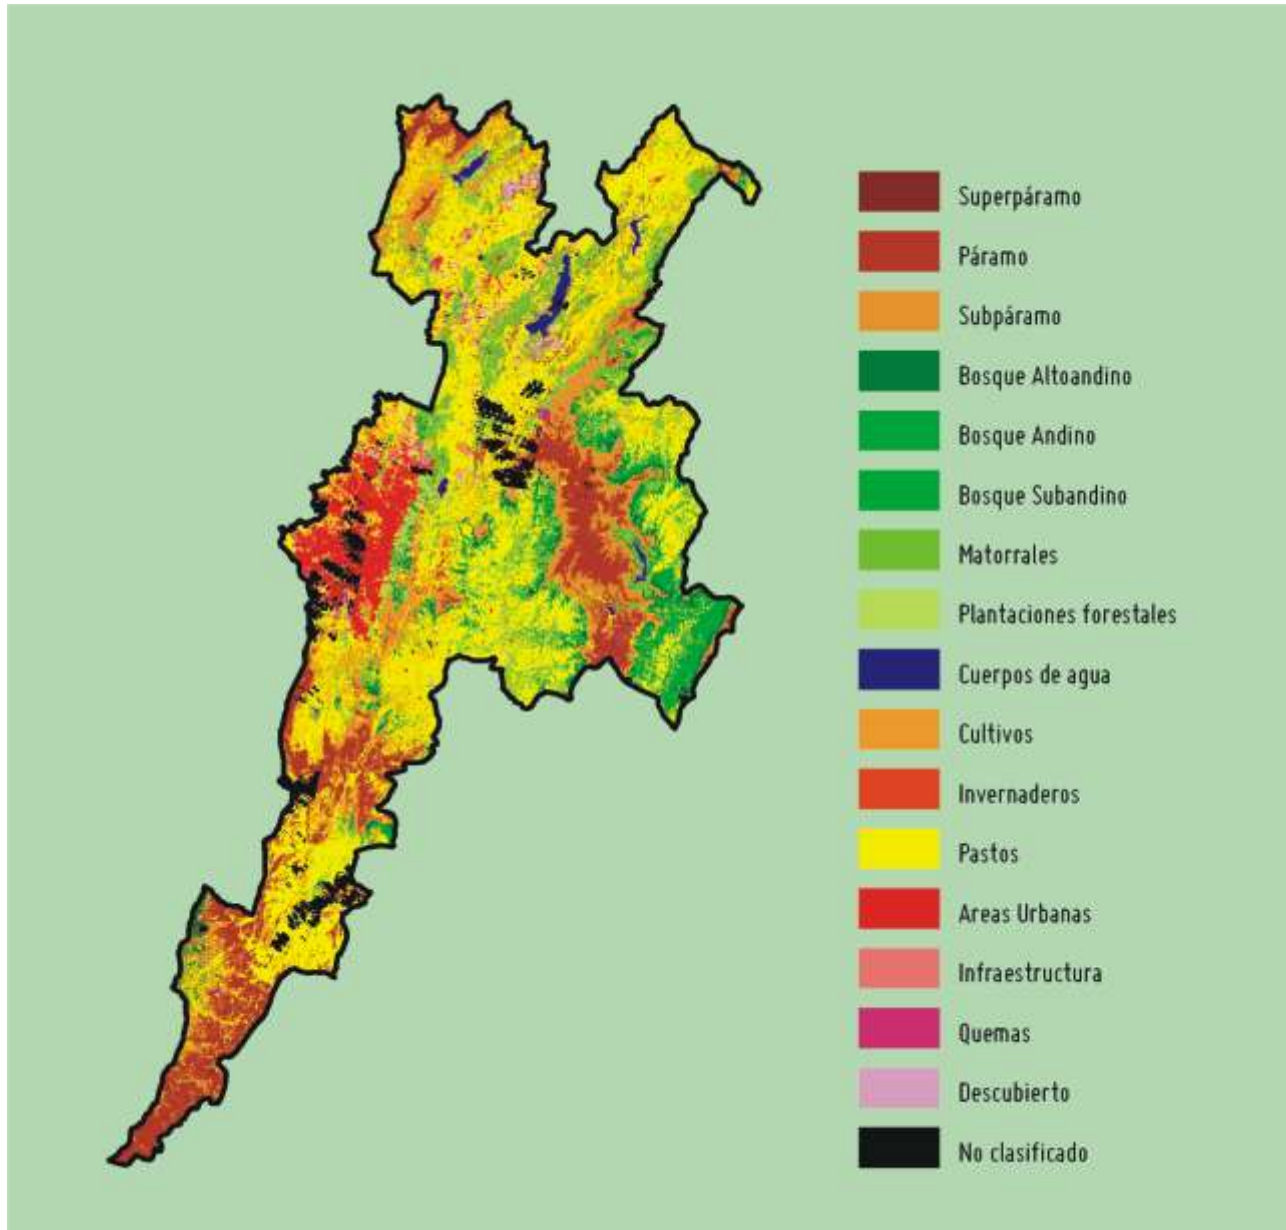 Superpáramo
Páramo
Subpáramo
Bosque Altoandino
Bosque Andino
Bosque Subandino
Matorrales
Plantaciones forestales
Cuerpos de agua
Cultivos
Invernaderos
Pastos
Areas Urbanas
Infraestructura
Quemas
Descubierto
No clasificado